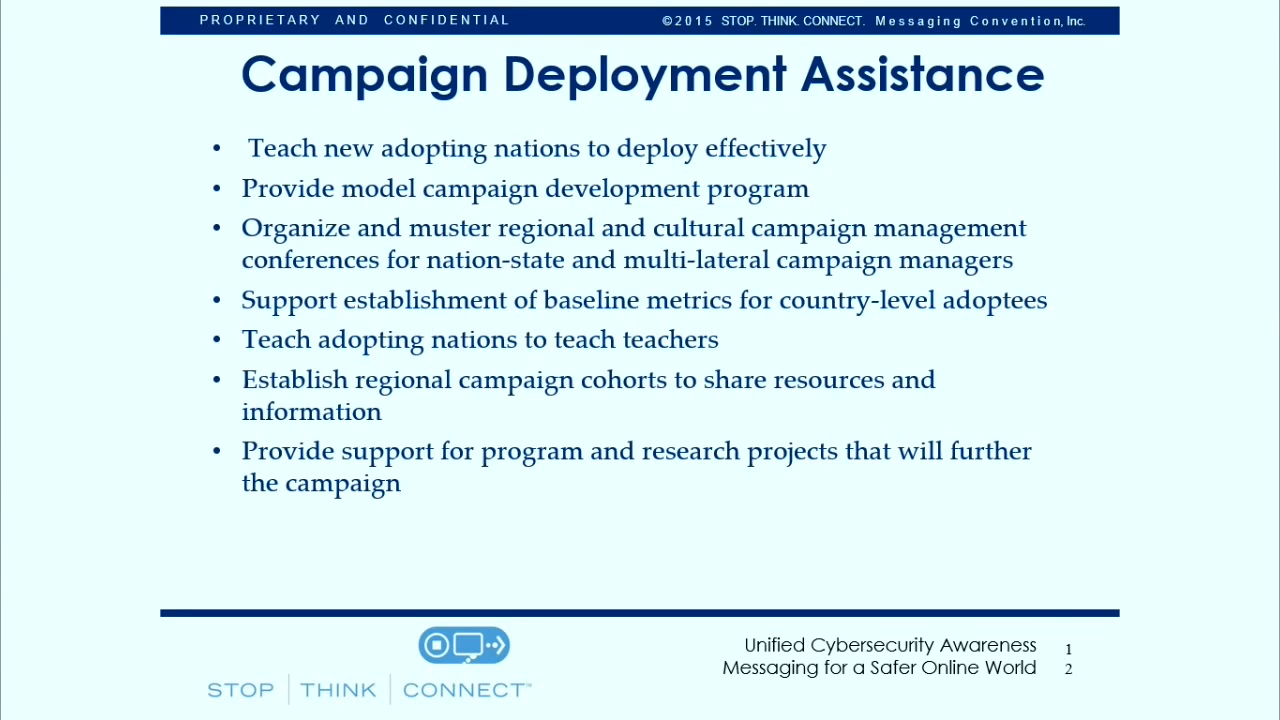 PROPRIETARY AND CONFIDENTIAL
©2015 STOP. THINK. CONNECT. Messaging Convention, Inc.
Campaign Deployment Assistance
• Teach new adopting nations to deploy effectively
• Provide model campaign development program
• Organize and muster regional and cultural campaign management
conferences for nation-state and multi-lateral campaign managers
• Support establishment of baseline metrics for country-level adoptees
• Teach adopting nations to teach teachers
• Establish regional campaign cohorts to share resources and
information
• Provide support for program and research projects that will further
the campaign
STOP | THINK | CONNECT™
Unified Cybersecurity Awareness
Messaging for a Safer Online World
1
2